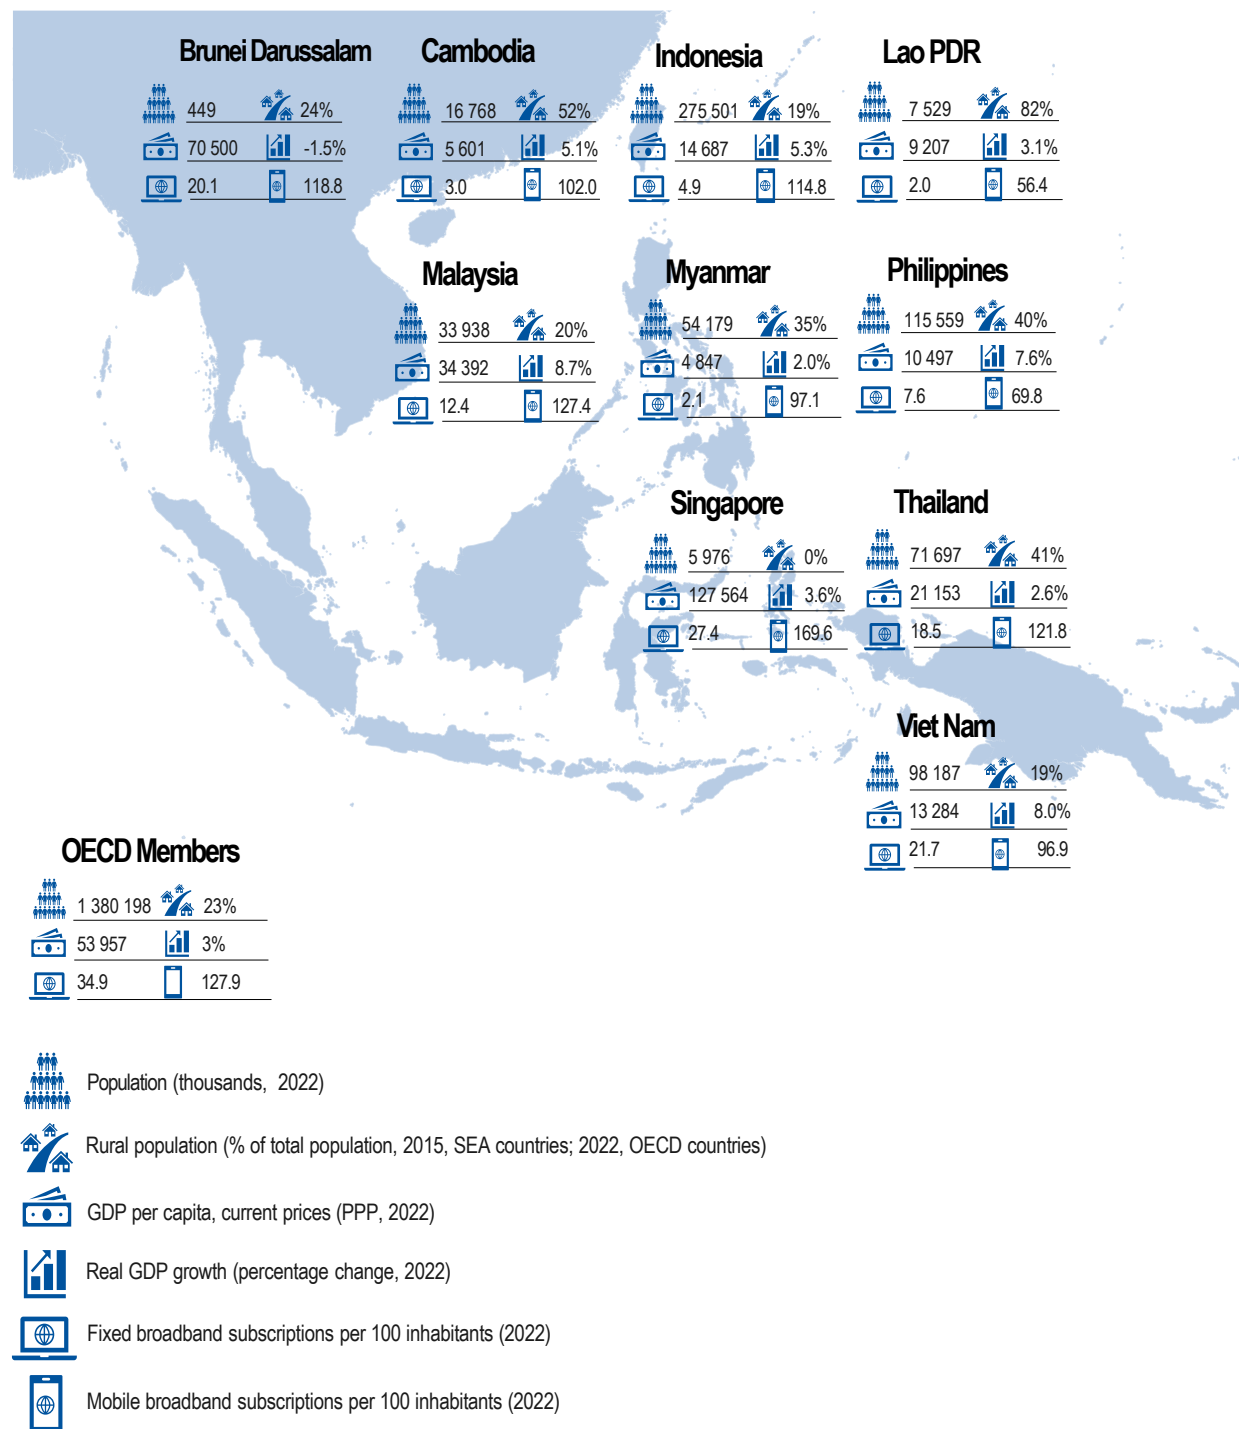 Brunei Darussalam
449 24%
70 500 -1.5%
20.1 118.8
Cambodia
16 768 52%
5 601 5.1%
3.0 102.0
Indonesia
275 501 19%
14 687 5.3%
4.9 114.8
Lao PDR
7 529 82%
9 207 3.1%
2.0 56.4
Malaysia
33 938 20%
34 392 8.7%
12.4 127.4
Myanmar
54 179 35%
4 847 2.0%
2.1 97.1
Philippines
115 559 40%
10 497 7.6%
7.6 69.8
Singapore
5 976 0%
127 564 3.6%
27.4 169.6
Thailand
71 697 41%
21 153 2.6%
18.5 121.8
Viet Nam
98 187 19%
13 284 8.0%
21.7 96.9
OECD Members
1 380 198 23%
53 957 3%
34.9 127.9
Population (thousands, 2022)
Rural population (% of total population, 2015, SEA countries; 2022, OECD countries)
GDP per capita, current prices (PPP, 2022)
Real GDP growth (percentage change, 2022)
Fixed broadband subscriptions per 100 inhabitants (2022)
Mobile broadband subscriptions per 100 inhabitants (2022)